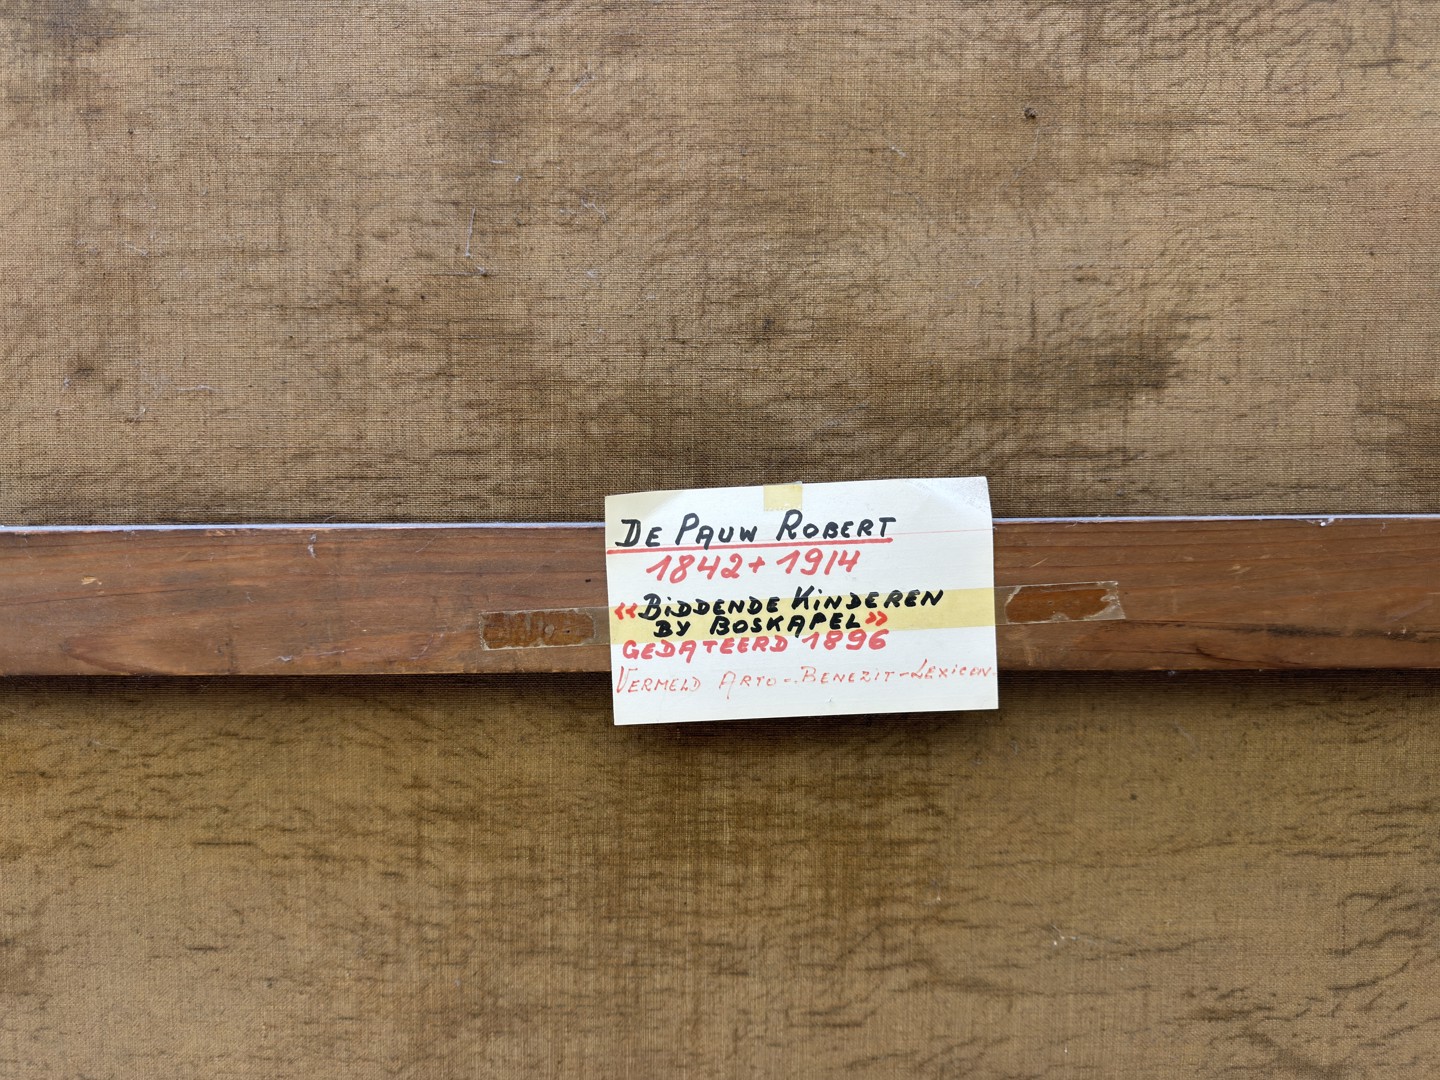 DE PAUW ROBERT
1842 + 1914
«BIDDENDE KINDEREN
BY BOSKAPEL»
GEDATEERD 1896
VERMELD ARTO-BENEZIT-LEXICON.